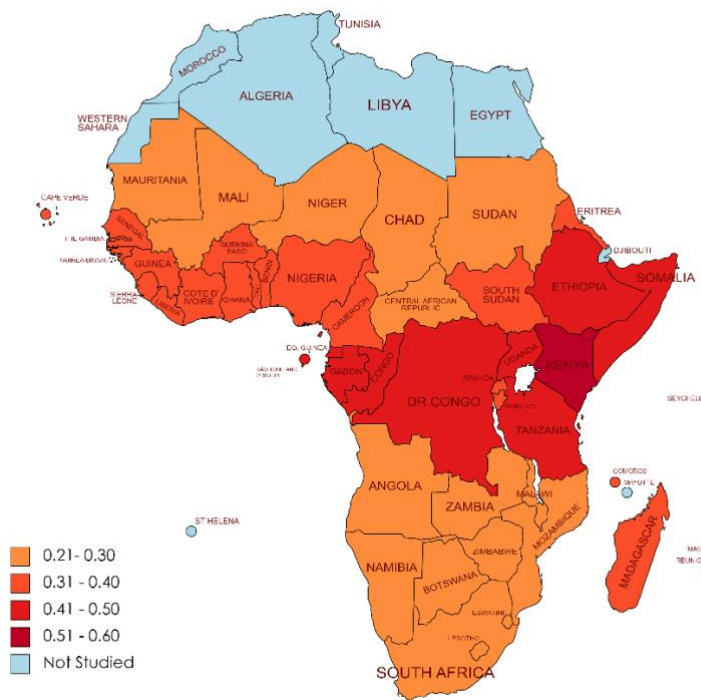 TUNISIA
MOROCCO
ALGERIA
LIBYA
EGYPT
WESTERN
SAHARA
MAURITANIA
MALI
NIGER
CHAD
SUDAN
ERITREA
CAPE VERDE
SENEGAL
THE GAMBIA
GUINEA-BISSAU
GUINEA
BURKINA
FASO
BENIN
NIGERIA
DJIBOUTI
SOMALIA
ETHIOPIA
SOUTH
SUDAN
CENTRAL AFRICAN
REPUBLIC
SIERRA
LEONE
LIBERIA
COTE D'
IVOIRE
GHANA
CAMEROON
EQ. GUINEA
GABON
CONGO
UGANDA
KENYA
RWANDA
DR CONGO
TANZANIA
SEYCHELL
COMOROS
MAYOTTE
ANGOLA
ZAMBIA
MALAWI
MOZAMBIQUE
ST HELENA
ZIMBABWE
MADAGASCAR
MAU
REUNIO
NAMIBIA
BOTSWANA
ESWATINI
LESOTHO
SOUTH AFRICA
0.21- 0.30
0.31 - 0.40
0.41 - 0.50
0.51 - 0.60
Not Studied